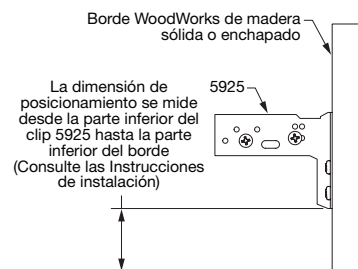 Borde WoodWorks de madera
sólida o enchapado
La dimensión de
posicionamiento se mide
desde la parte inferior del
clip 5925 hasta la parte
inferior del borde
(Consulte las Instrucciones
de instalación)
5925